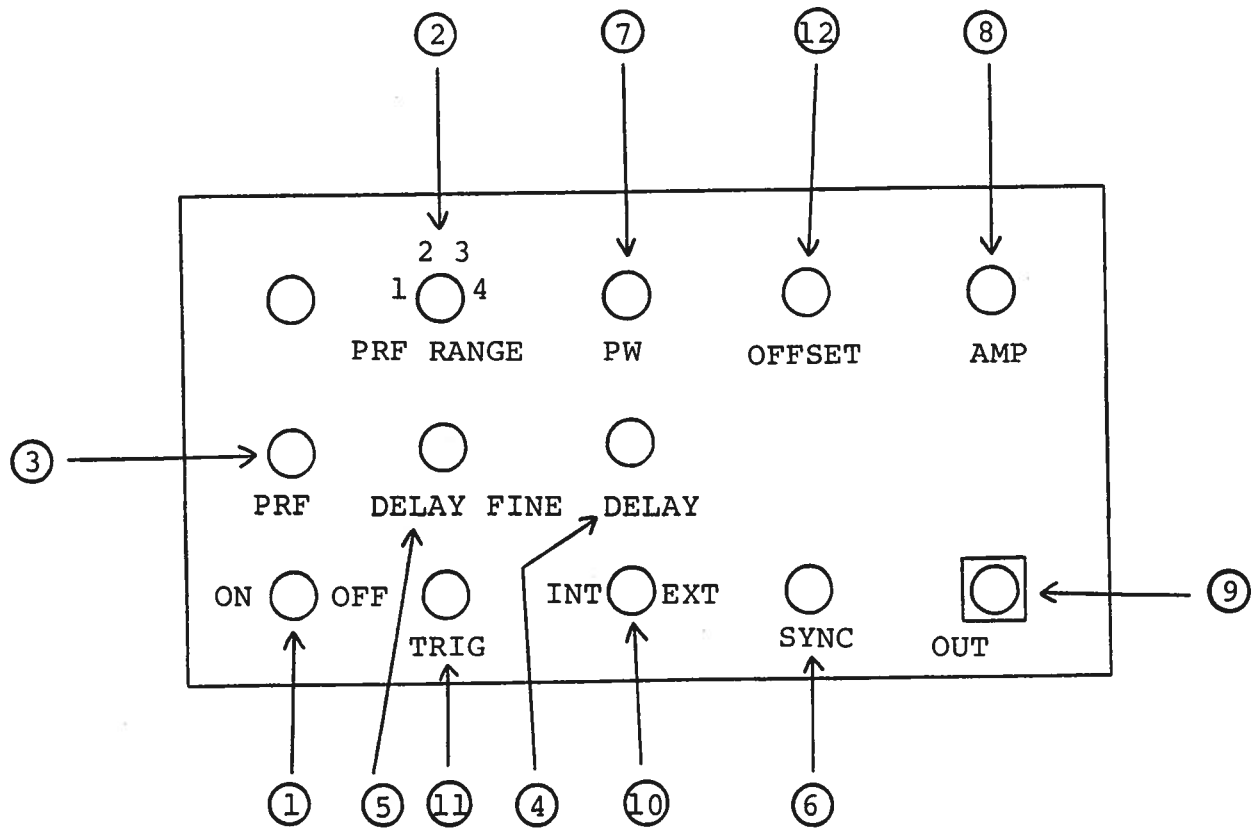 2 7 12 8
2 3
1 4
PRF RANGE PW OFFSET AMP
3
PRF DELAY FINE DELAY
ON OFF INT EXT 9
TRIG SYNC OUT
1 5 11 4 10 6